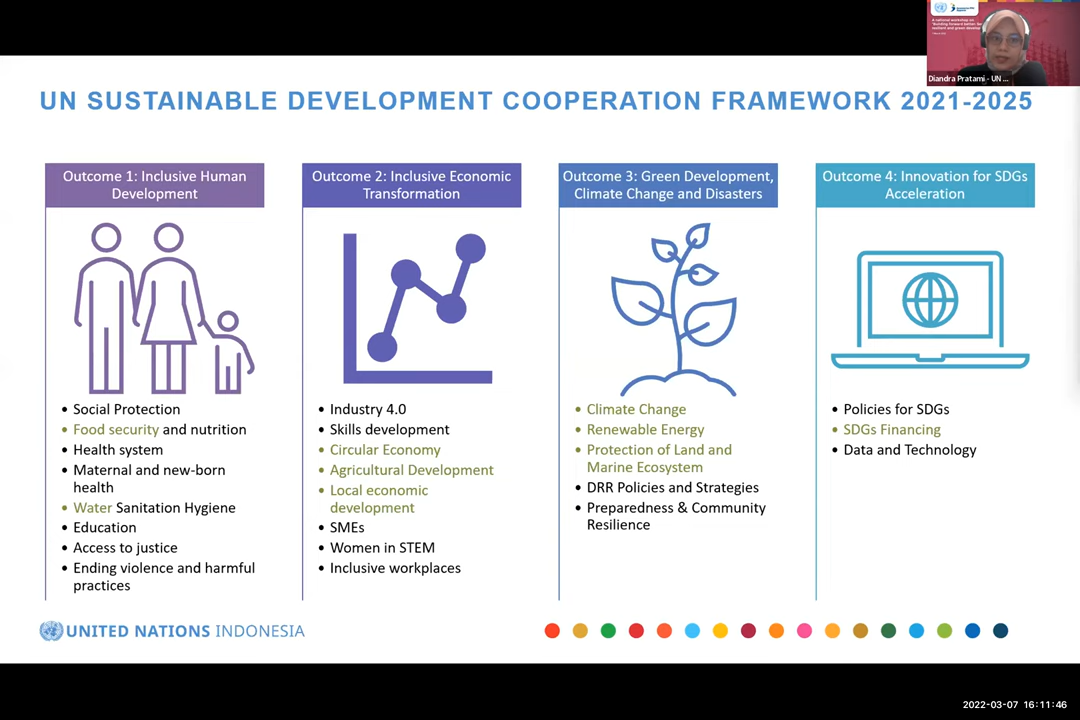 A national workshop on
Diandra Pratami - UN ...
UN SUSTAINABLE DEVELOPMENT COOPERATION FRAMEWORK 2021-2025
Outcome 1: Inclusive Human
Development
• Social Protection
• Food security and nutrition
• Health system
• Maternal and new-born
health
• Water Sanitation Hygiene
• Education
• Access to justice
• Ending violence and harmful
practices
Outcome 2: Inclusive Economic
Transformation
• Industry 4.0
• Skills development
• Circular Economy
• Agricultural Development
• Local economic
development
• SMEs
• Women in STEM
• Inclusive workplaces
Outcome 3: Green Development,
Climate Change and Disasters
• Climate Change
• Renewable Energy
• Protection of Land and
Marine Ecosystem
• DRR Policies and Strategies
• Preparedness & Community
Resilience
Outcome 4: Innovation for SDGs
Acceleration
• Policies for SDGs
• SDGs Financing
• Data and Technology
UNITED NATIONS INDONESIA
2022-03-07 16:11:46